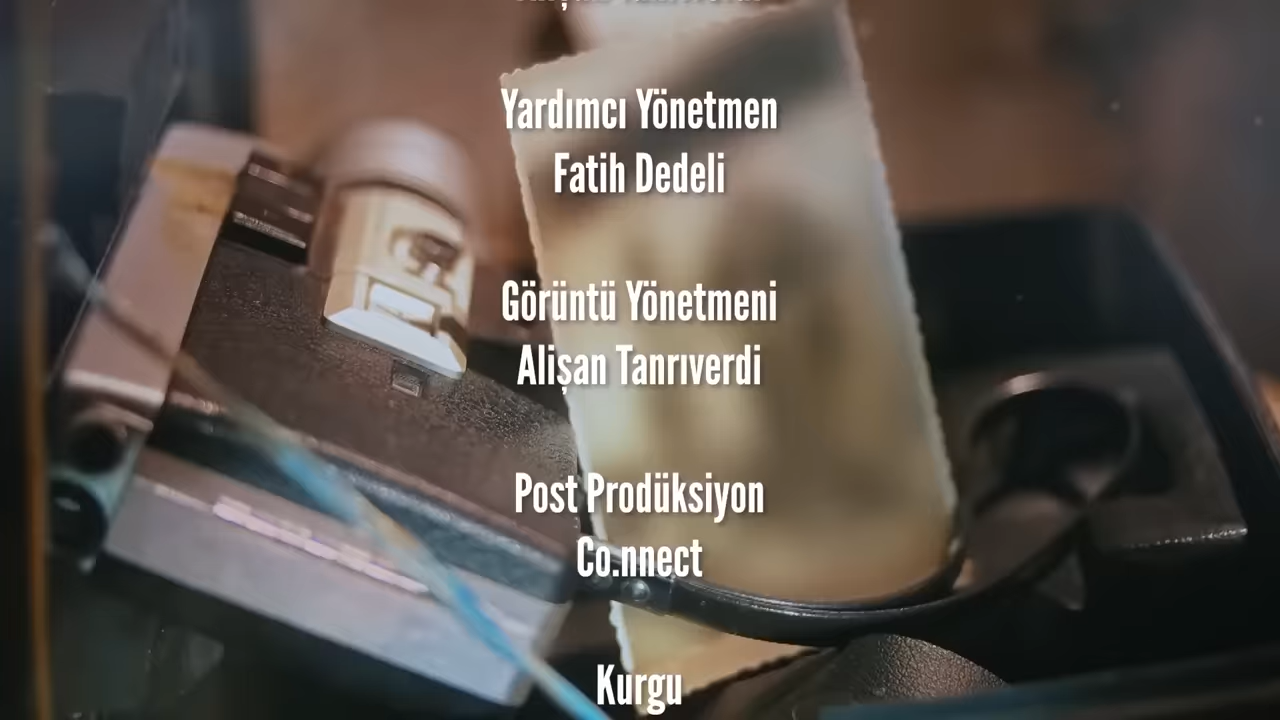 Yardımcı Yönetmen
Fatih Dedeli
Görüntü Yönetmeni
Alişan Tanrıverdi
Post Prodüksiyon
Co.nnect
Kurgu